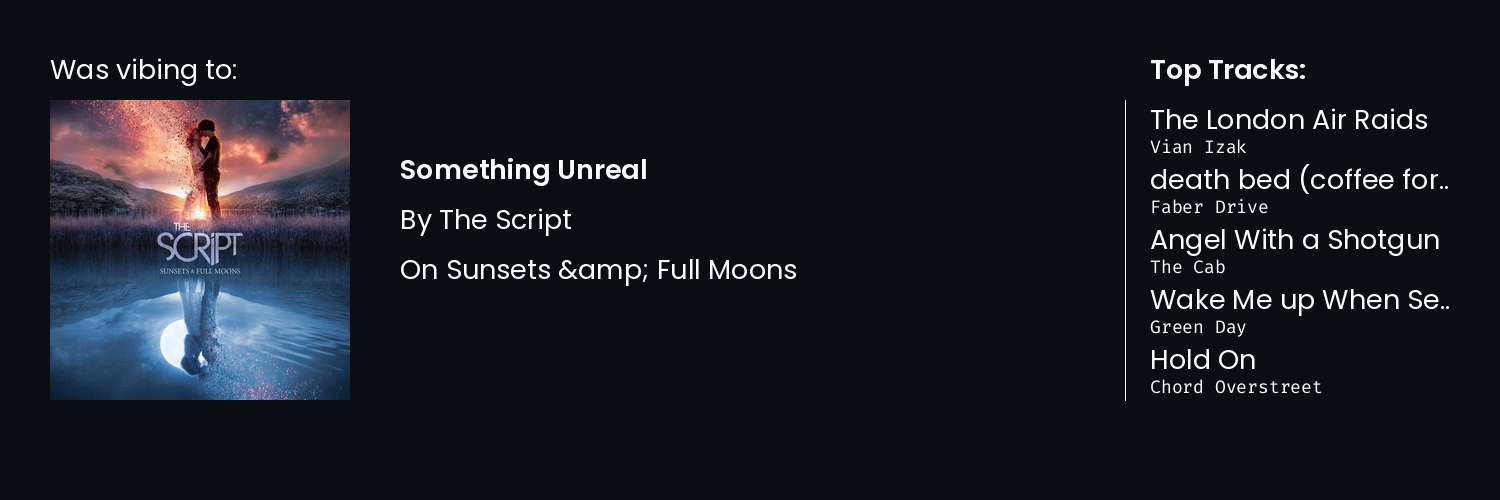 Was vibing to:
THE
SCRIPT
SUNSETS & FULL MOONS
Something Unreal
By The Script
On Sunsets &amp; Full Moons
Top Tracks:
The London Air Raids
Vian Izak
death bed (coffee for..
Faber Drive
Angel With a Shotgun
The Cab
Wake Me up When Se..
Green Day
Hold On
Chord Overstreet